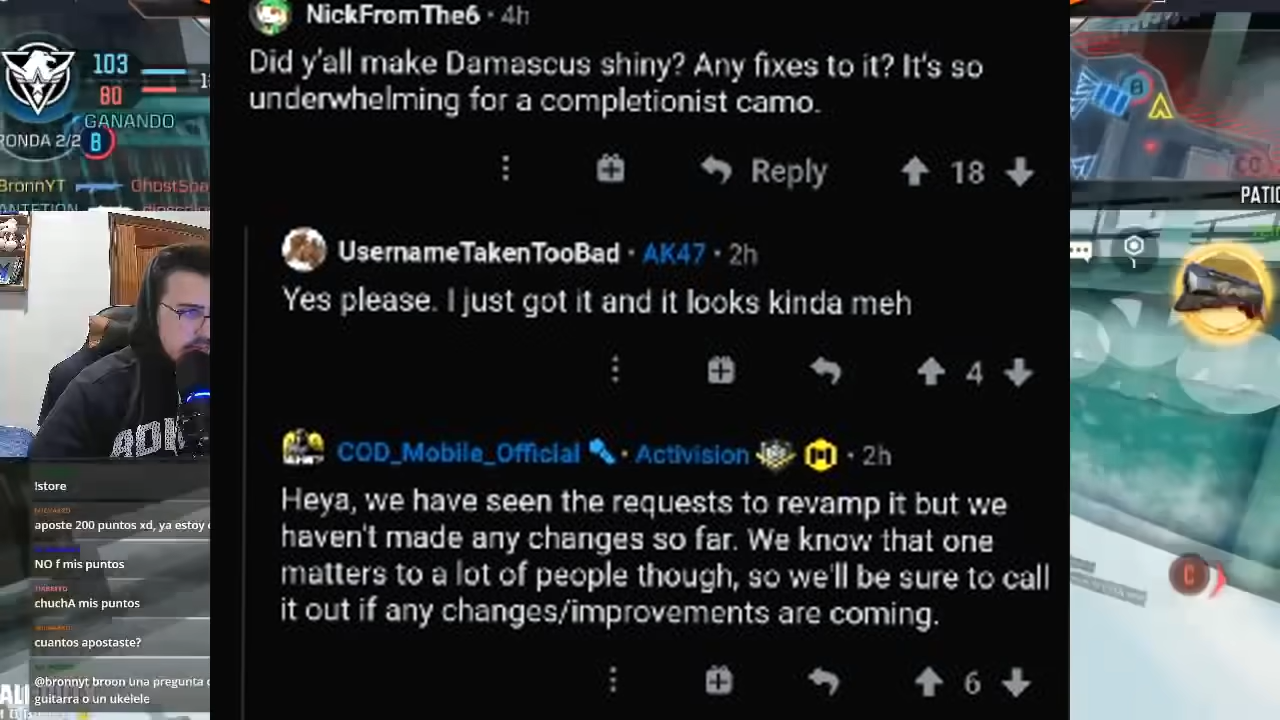 NickFromThe6 · 4h
Did y'all make Damascus shiny? Any fixes to it? It's so
underwhelming for a completionist camo.
Reply 18
UsernameTakenTooBad · AK47 · 2h
Yes please. I just got it and it looks kinda meh
4
COD_Mobile_Official · Activision · 2h
Heya, we have seen the requests to revamp it but we
haven't made any changes so far. We know that one
matters to a lot of people though, so we'll be sure to call
it out if any changes/improvements are coming.
6
103
80
GANANDO
RONDA 2/2 B
BronnYT GhostSpa
!store
aposte 200 puntos xd, ya estoy
NO f mis puntos
chuchA mis puntos
cuantos apostaste?
@bronnyt broon una pregunta
guitarra o un ukelele
B
PATIO
1
C